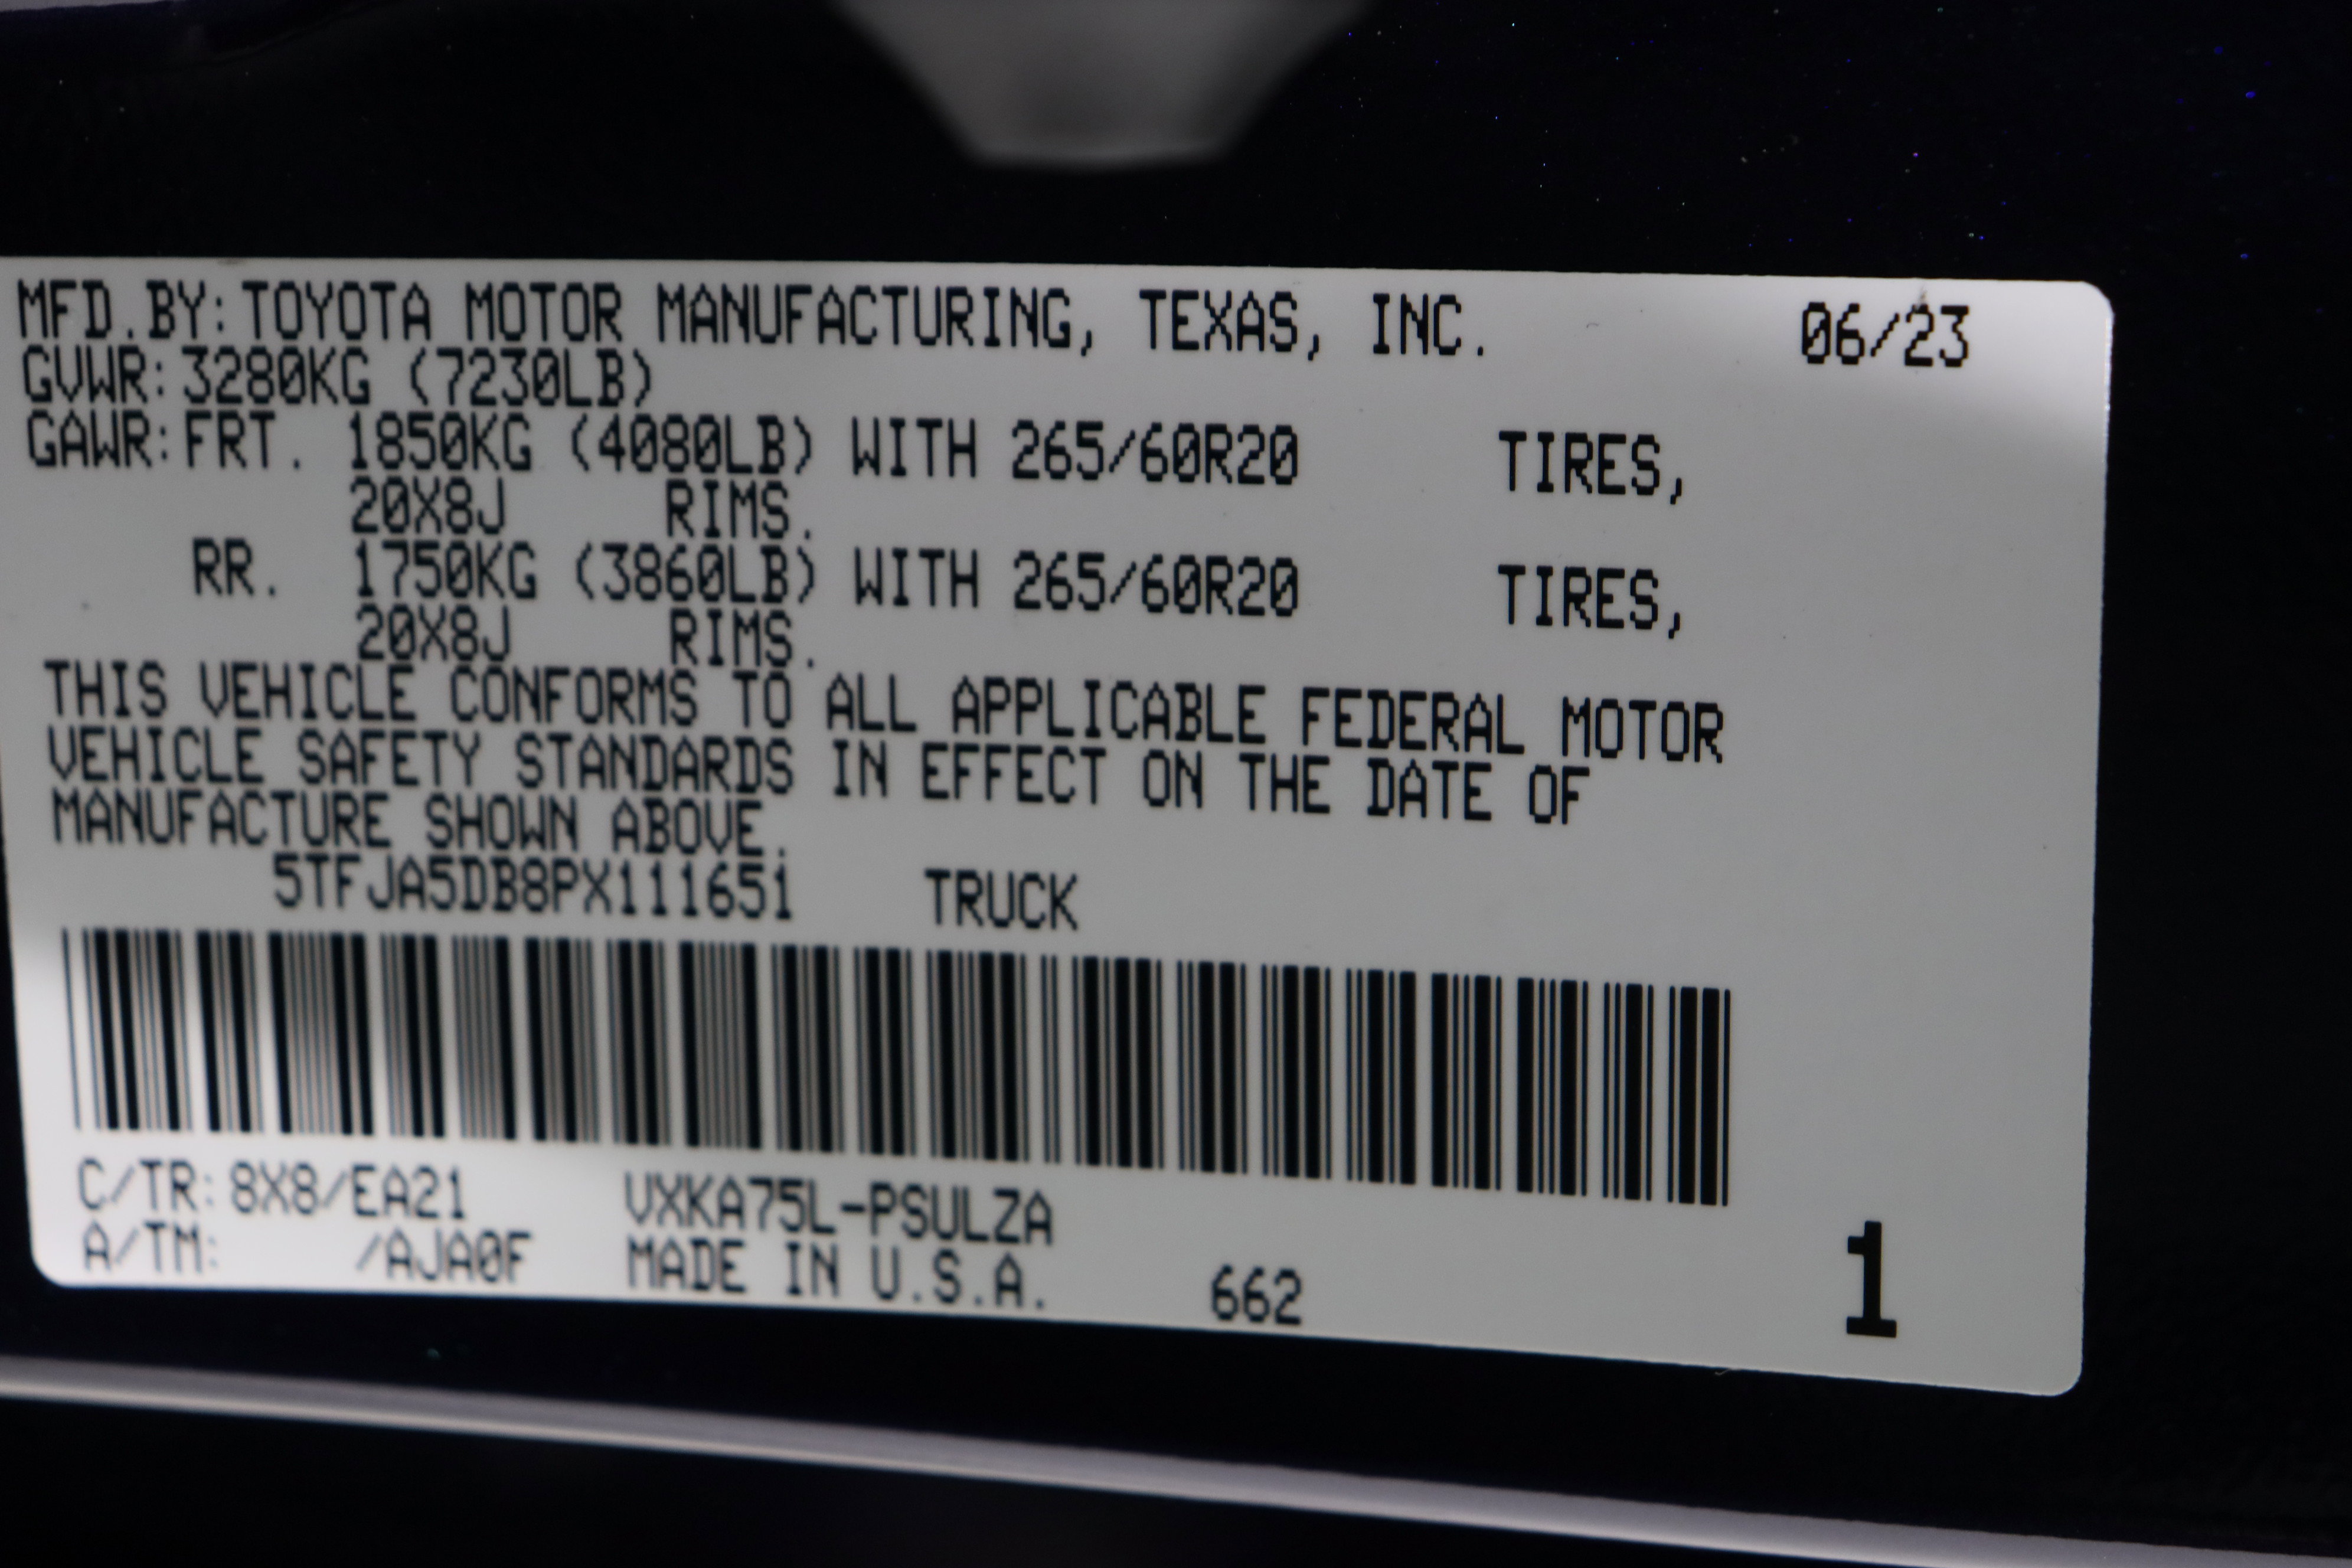 MFD.BY:TOYOTA MOTOR MANUFACTURING, TEXAS, INC. 06/23
GVWR:3280KG (7230LB)
GAWR:FRT. 1850KG (4080LB) WITH 265/60R20 TIRES,
20X8J RIMS.
RR. 1750KG (3860LB) WITH 265/60R20 TIRES,
20X8J RIMS.
THIS VEHICLE CONFORMS TO ALL APPLICABLE FEDERAL MOTOR
VEHICLE SAFETY STANDARDS IN EFFECT ON THE DATE OF
MANUFACTURE SHOWN ABOVE.
5TFJA5DB8PX111651 TRUCK
C/TR:8X8/EA21 VXKA75L-PSULZA
A/TM: /AJA0F MADE IN U.S.A. 662 1